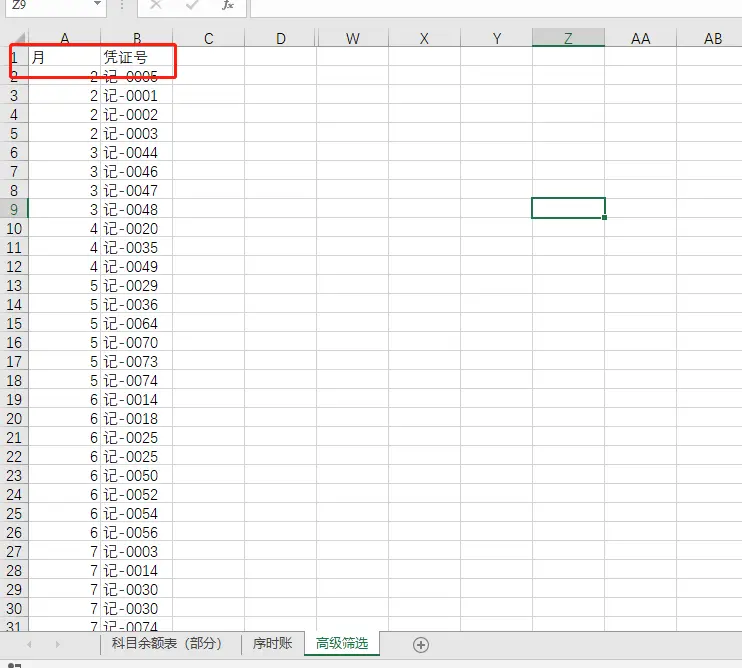 Z9 fx
A B C D W X Y Z AA AB
1 月 凭证号
2 2 记-0005
3 2 记-0001
4 2 记-0002
5 2 记-0003
6 3 记-0044
7 3 记-0046
8 3 记-0047
9 3 记-0048
10 4 记-0020
11 4 记-0035
12 4 记-0049
13 5 记-0029
14 5 记-0036
15 5 记-0064
16 5 记-0070
17 5 记-0073
18 5 记-0074
19 6 记-0014
20 6 记-0018
21 6 记-0025
22 6 记-0025
23 6 记-0050
24 6 记-0052
25 6 记-0054
26 6 记-0056
27 7 记-0003
28 7 记-0014
29 7 记-0030
30 7 记-0030
31 7 记-0074
科目余额表（部分） 序时账 高级筛选